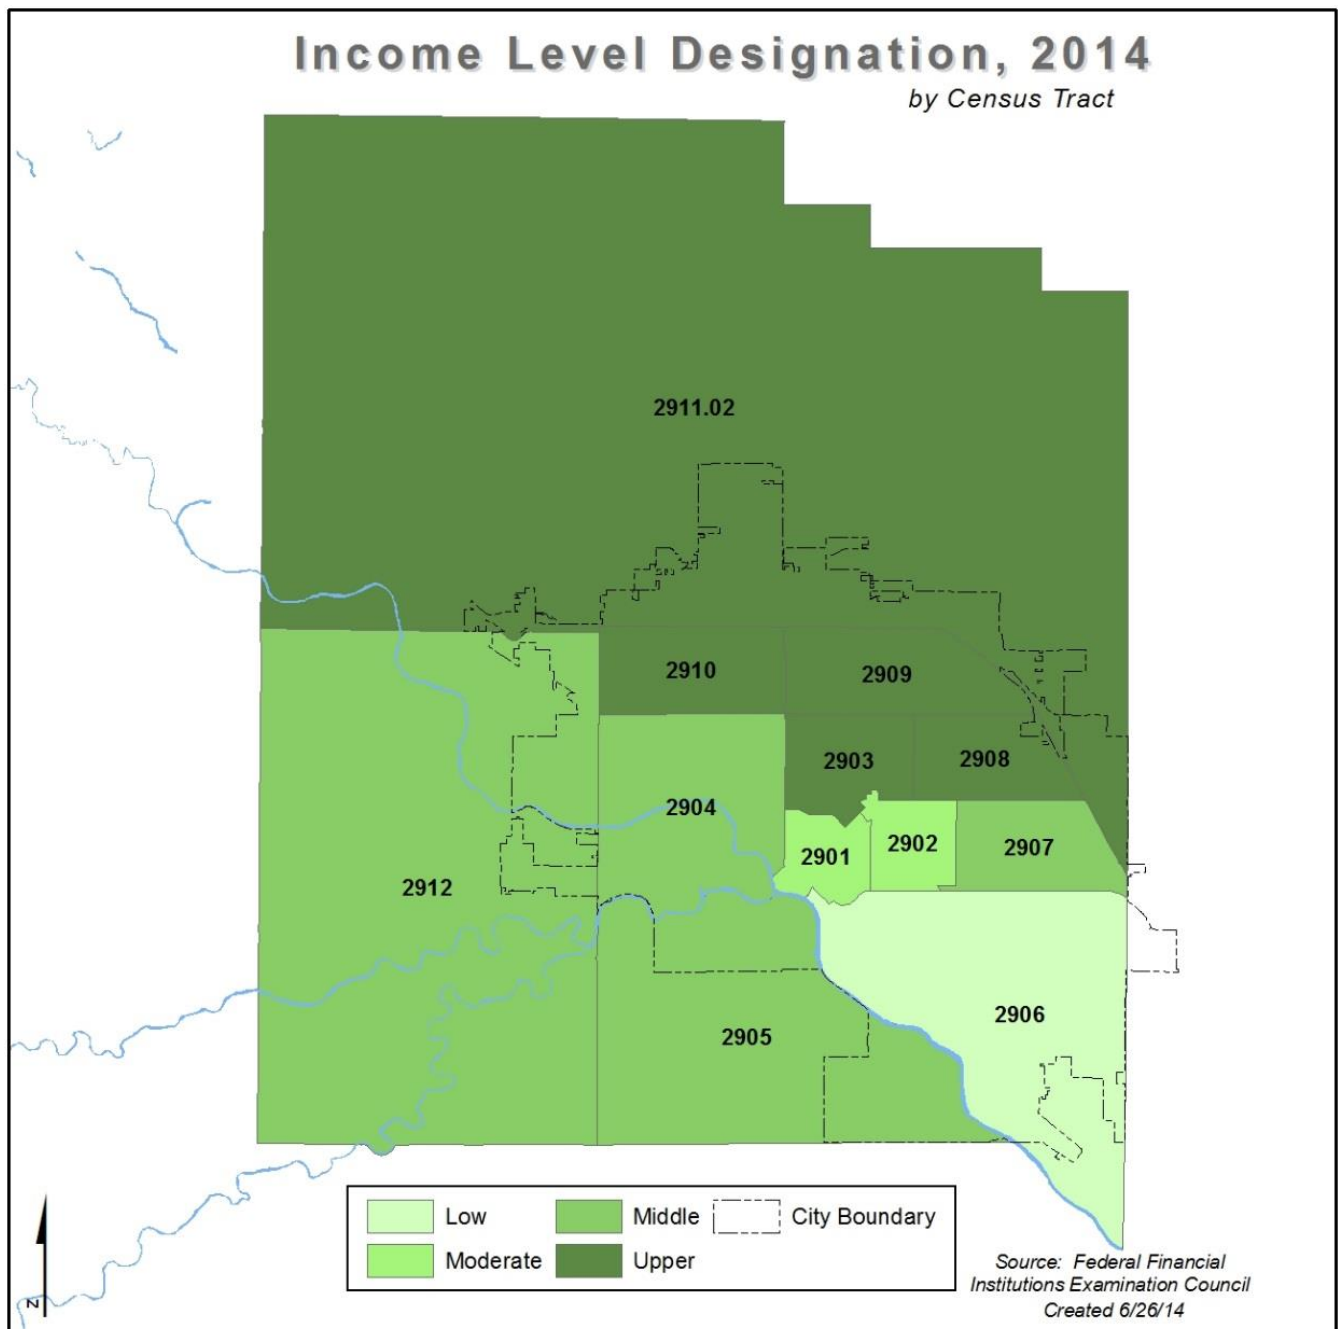 Income Level Designation, 2014
by Census Tract
2911.02
2910
2909
2903
2908
2904
2901
2902
2907
2912
2906
2905
Low
Middle
City Boundary
Moderate
Upper
Source: Federal Financial
Institutions Examination Council
Created 6/26/14
N